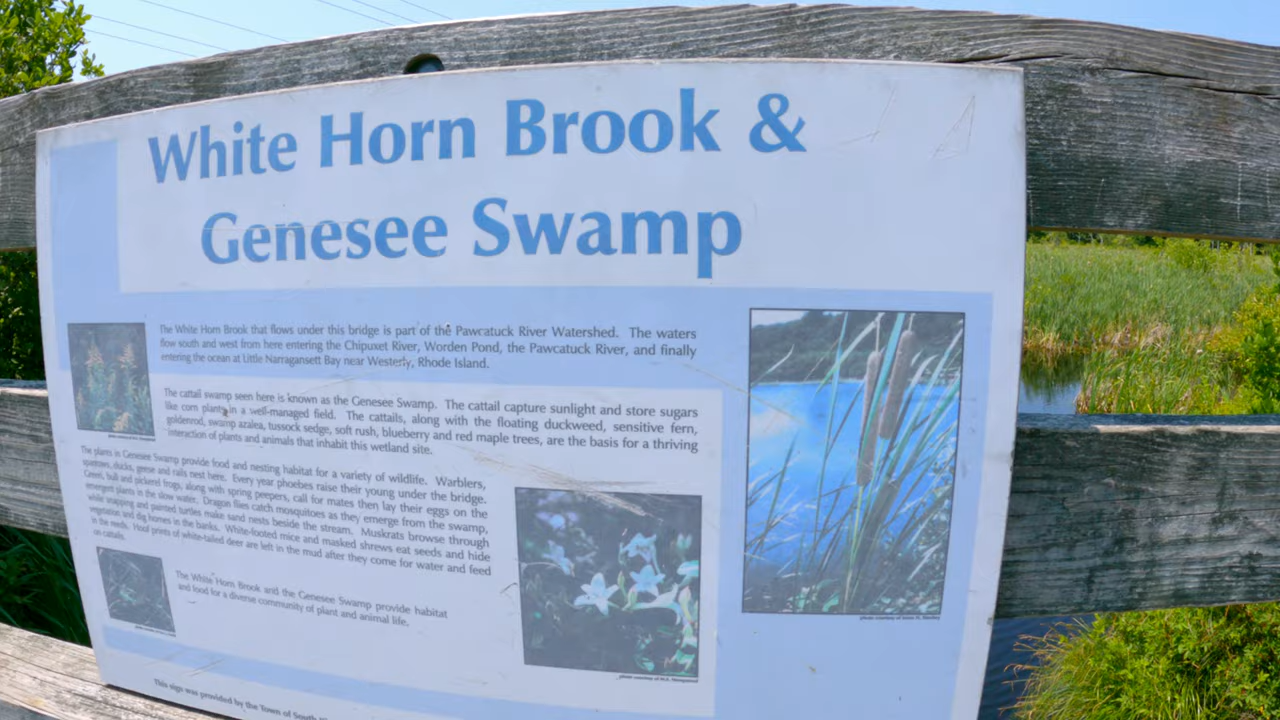 White Horn Brook &
Genesee Swamp
The White Horn Brook that flows under this bridge is part of the Pawcatuck River Watershed. The waters
flow south and west from here entering the Chipuxet River, Worden Pond, the Pawcatuck River, and finally
entering the ocean at Little Narragansett Bay near Westerly, Rhode Island.
The cattail swamp seen here is known as the Genesee Swamp. The cattail capture sunlight and store sugars
like corn plants in a well-managed field. The cattails, along with the floating duckweed, sensitive fern,
goldenrod, swamp azalea, tussock sedge, soft rush, blueberry and red maple trees, are the basis for a thriving
interaction of plants and animals that inhabit this wetland site.
The plants in Genesee Swamp provide food and nesting habitat for a variety of wildlife. Warblers,
sparrows, ducks, geese and rails nest here. Every year phoebes raise their young under the bridge.
Green, bull and pickerel frogs, along with spring peepers, call for mates then lay their eggs on the
emergent plants in the slow water. Dragon flies catch mosquitoes as they emerge from the swamp,
while snapping and painted turtles make sand nests beside the stream. Muskrats browse through
vegetation and dig homes in the banks. White-footed mice and masked shrews eat seeds and hide
in the reeds. Hoof prints of white-tailed deer are left in the mud after they come for water and feed
on cattails.
The White Horn Brook and the Genesee Swamp provide habitat
and food for a diverse community of plant and animal life.
photo courtesy of
photo courtesy of
This sign was provided by the Town of South